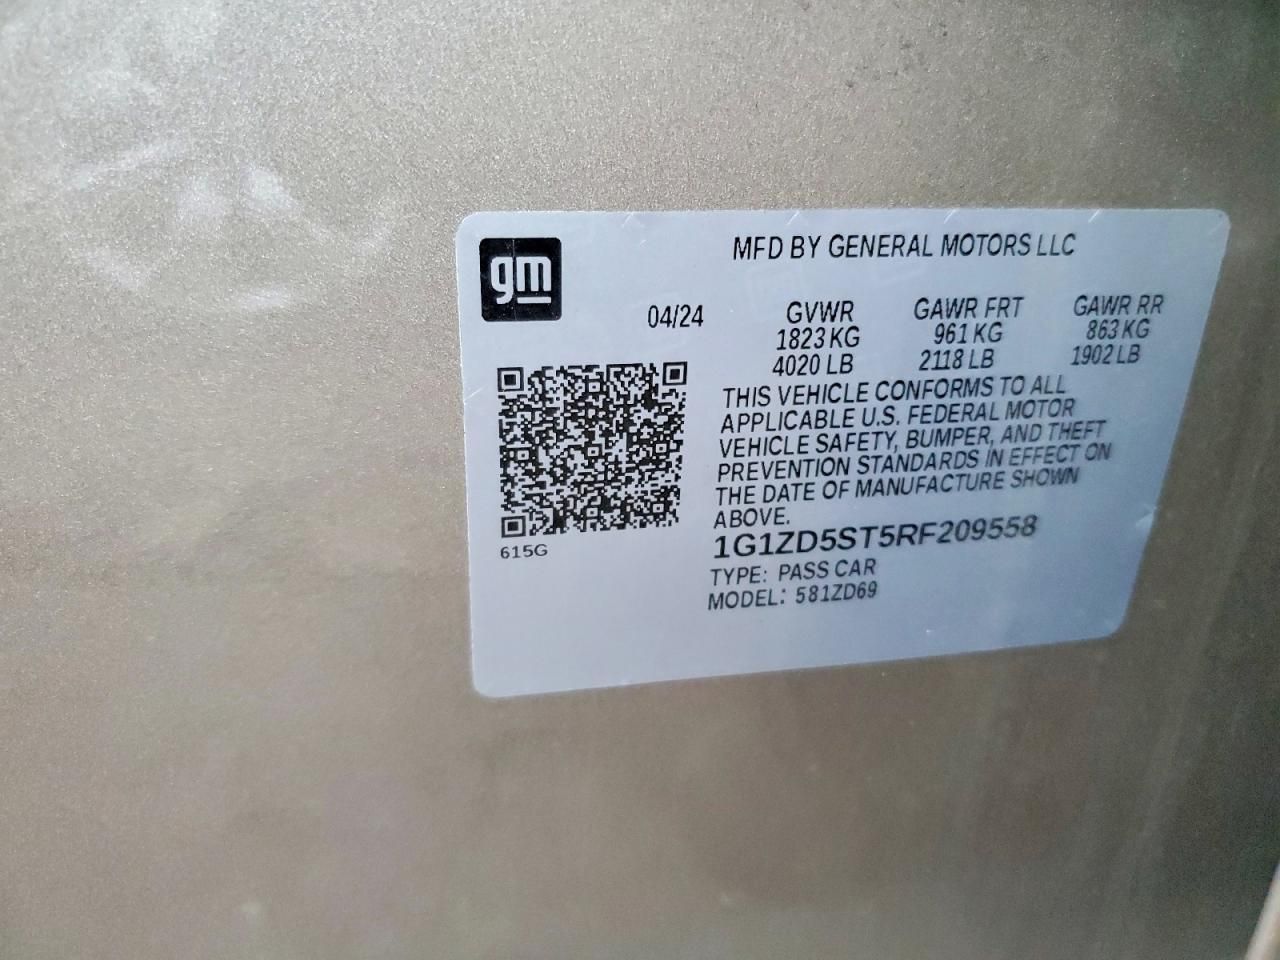 gm
MFD BY GENERAL MOTORS LLC
04/24
GVWR GAWR FRT GAWR RR
1823 KG 961 KG 863 KG
4020 LB 2118 LB 1902 LB
THIS VEHICLE CONFORMS TO ALL
APPLICABLE U.S. FEDERAL MOTOR
VEHICLE SAFETY, BUMPER, AND THEFT
PREVENTION STANDARDS IN EFFECT ON
THE DATE OF MANUFACTURE SHOWN
ABOVE.
615G
1G1ZD5ST5RF209558
TYPE: PASS CAR
MODEL: 581ZD69